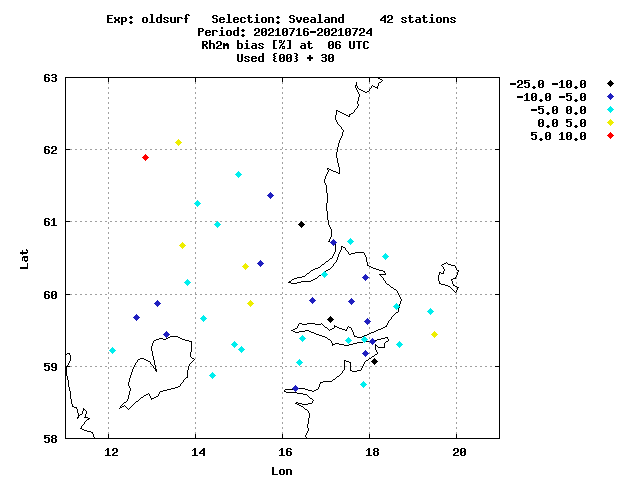 Exp: oldsurf   Selection: Svealand     42 stations
Period: 20210716-20210724
Rh2m bias [%] at  06 UTC
Used {00} + 30
-25.0 -10.0
-10.0 -5.0
-5.0 0.0
0.0 5.0
5.0 10.0
63
62
61
60
59
58
Lat
12 14 16 18 20
Lon